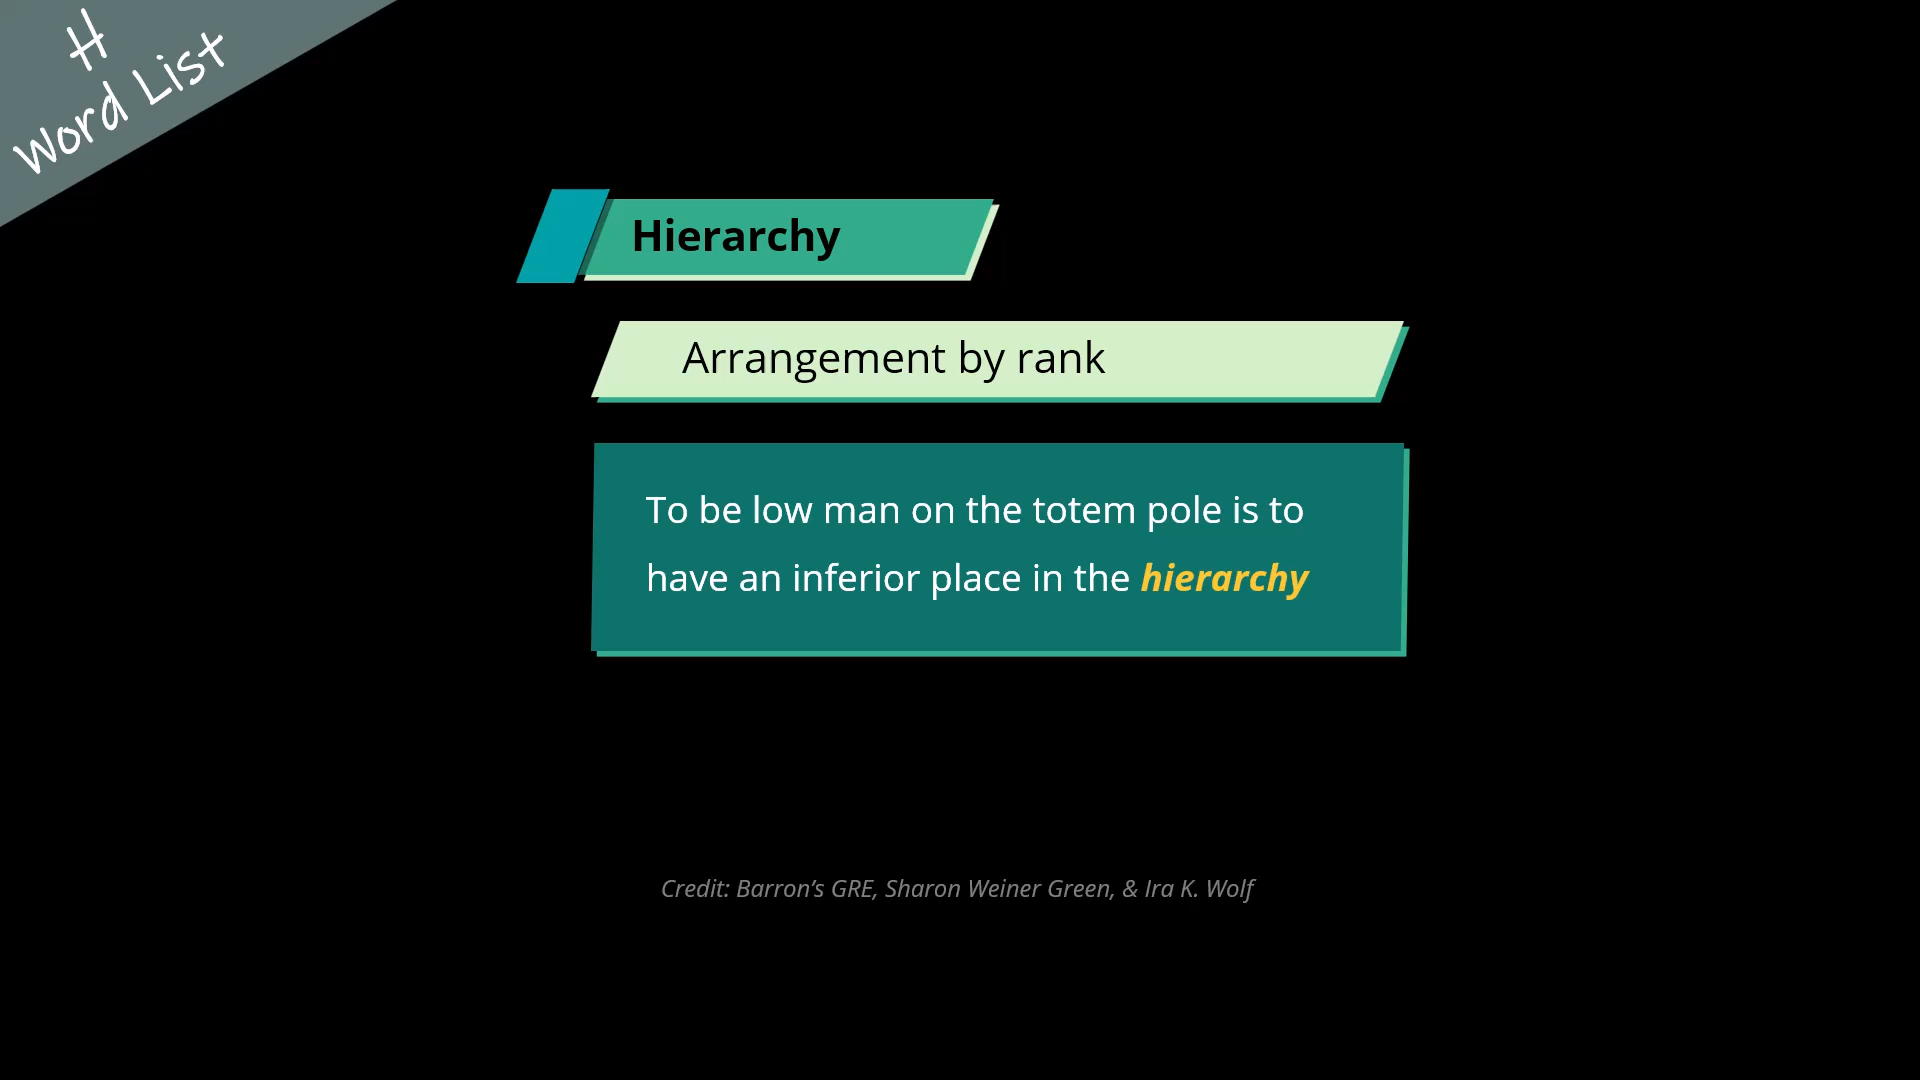 H
Word List
Hierarchy
Arrangement by rank
To be low man on the totem pole is to
have an inferior place in the hierarchy
Credit: Barron’s GRE, Sharon Weiner Green, & Ira K. Wolf